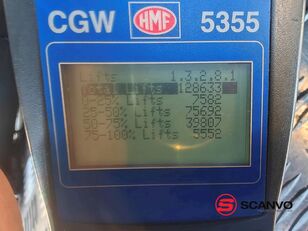 CGW HMF 5355
Lifts 1.3.2.8.1
Total Lifts 128633
0-25% Lifts 7582
25-50% Lifts 75692
50-75% Lifts 39807
75-100% Lifts 5552
SCANVO